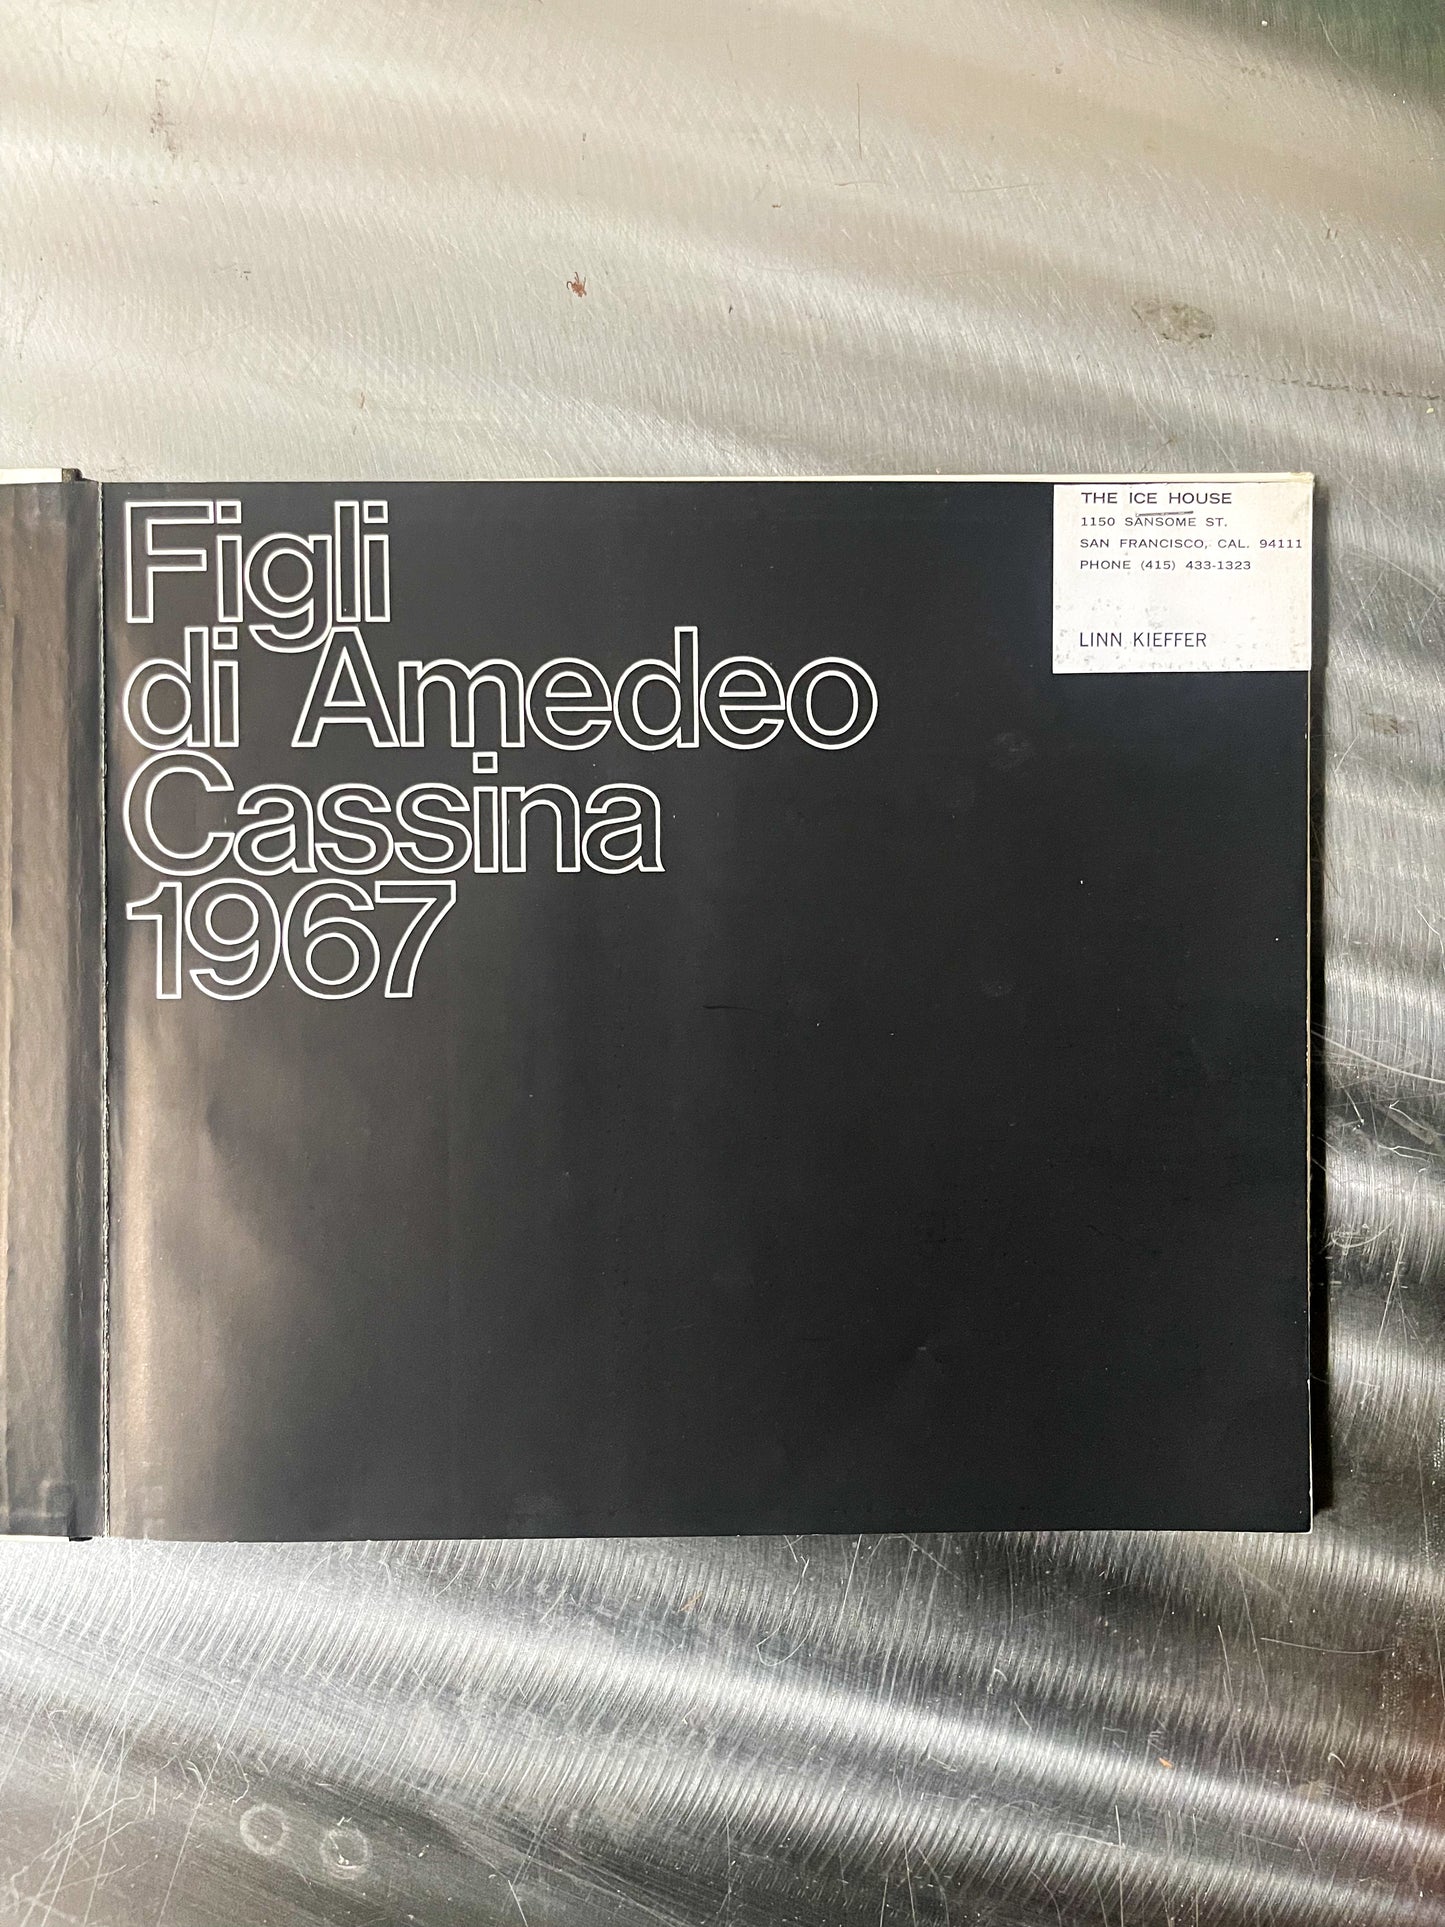 Figli
di Amedeo
Cassina
1967
THE ICE HOUSE
1150 SANSOME ST.
SAN FRANCISCO, CAL. 94111
PHONE (415) 433-1323
LINN KIEFFER